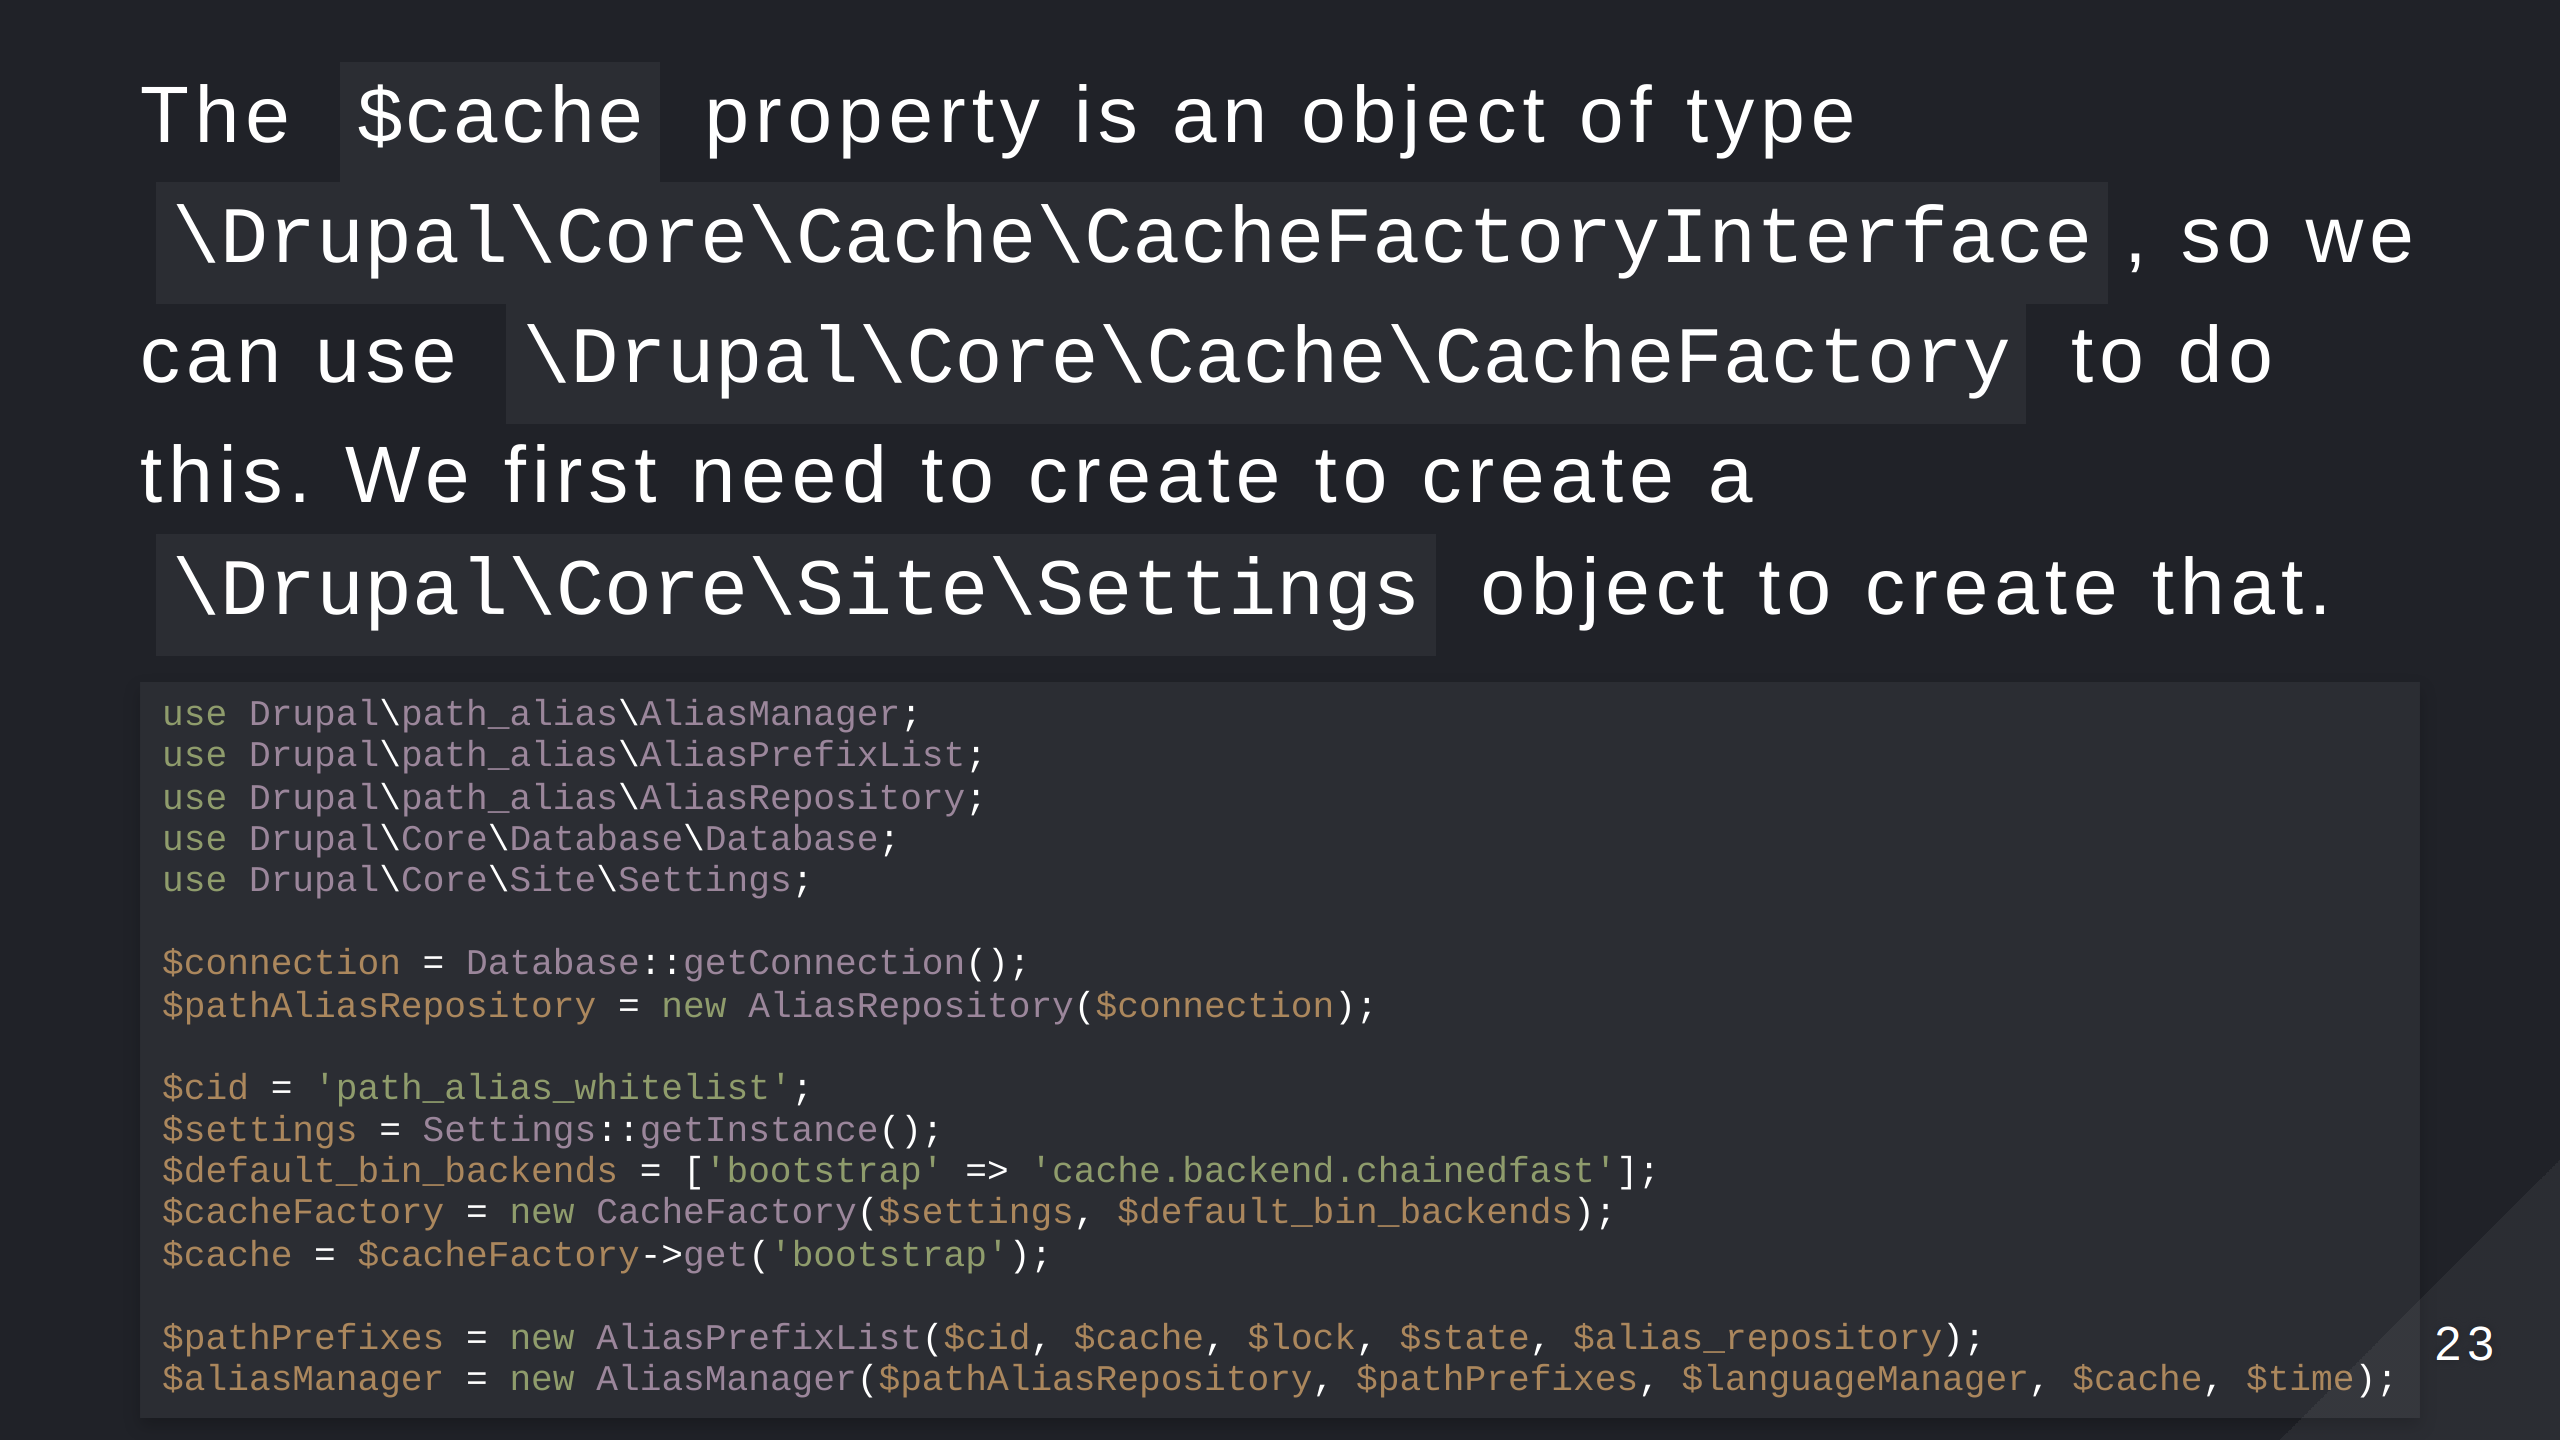 The $cache property is an object of type
\Drupal\Core\Cache\CacheFactoryInterface, so we
can use \Drupal\Core\Cache\CacheFactory to do
this. We first need to create to create a
\Drupal\Core\Site\Settings object to create that.
use Drupal\path_alias\AliasManager;
use Drupal\path_alias\AliasPrefixList;
use Drupal\path_alias\AliasRepository;
use Drupal\Core\Database\Database;
use Drupal\Core\Site\Settings;
$connection = Database::getConnection();
$pathAliasRepository = new AliasRepository($connection);
$cid = 'path_alias_whitelist';
$settings = Settings::getInstance();
$default_bin_backends = ['bootstrap' => 'cache.backend.chainedfast'];
$cacheFactory = new CacheFactory($settings, $default_bin_backends);
$cache = $cacheFactory->get('bootstrap');
$pathPrefixes = new AliasPrefixList($cid, $cache, $lock, $state, $alias_repository);
$aliasManager = new AliasManager($pathAliasRepository, $pathPrefixes, $languageManager, $cache, $time);
23